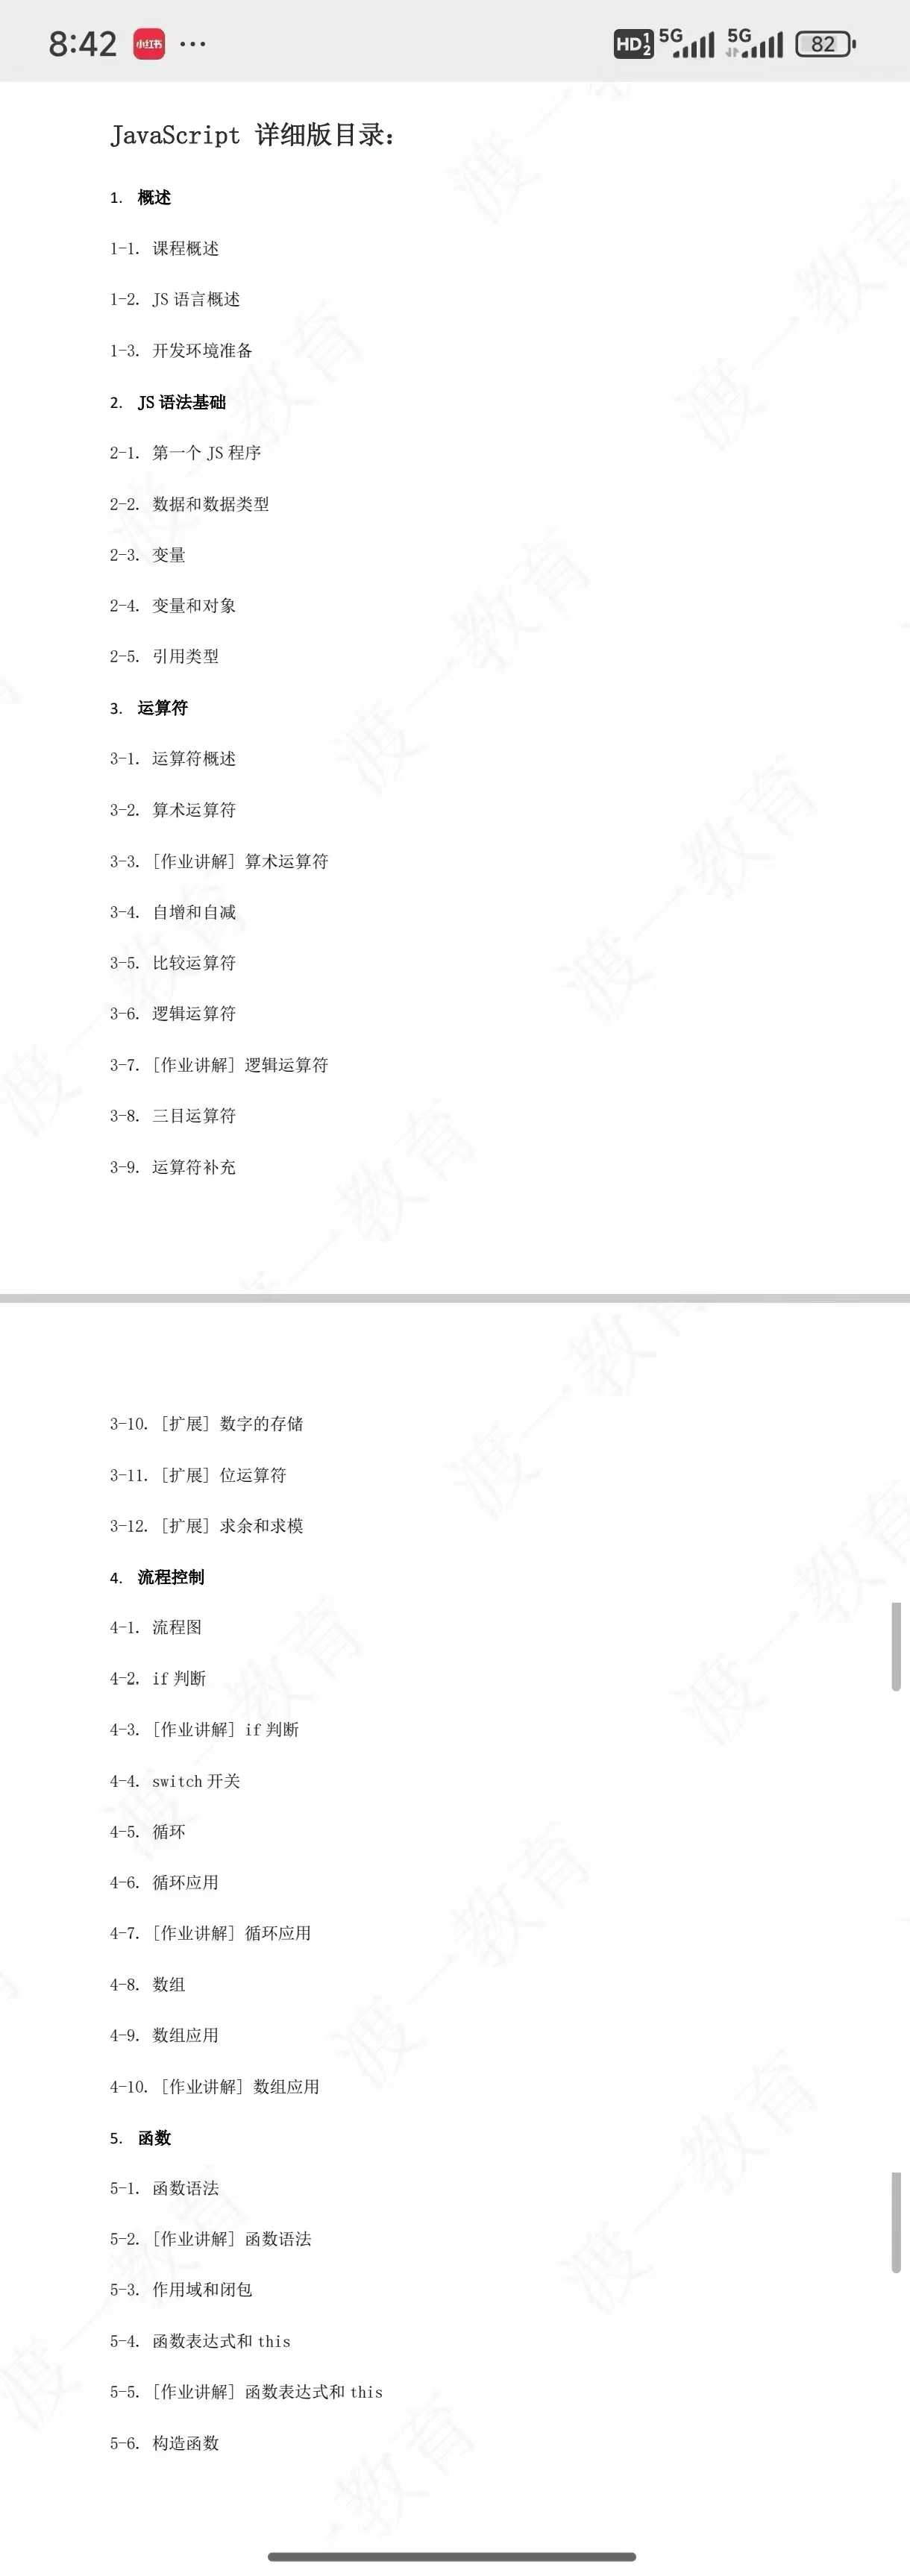 8:42 小红书 ... HD 1 2 5G 5G 82
JavaScript 详细版目录：
1. 概述
1-1. 课程概述
1-2. JS 语言概述
1-3. 开发环境准备
2. JS 语法基础
2-1. 第一个 JS 程序
2-2. 数据和数据类型
2-3. 变量
2-4. 变量和对象
2-5. 引用类型
3. 运算符
3-1. 运算符概述
3-2. 算术运算符
3-3. [作业讲解] 算术运算符
3-4. 自增和自减
3-5. 比较运算符
3-6. 逻辑运算符
3-7. [作业讲解] 逻辑运算符
3-8. 三目运算符
3-9. 运算符补充
3-10. [扩展] 数字的存储
3-11. [扩展] 位运算符
3-12. [扩展] 求余和求模
4. 流程控制
4-1. 流程图
4-2. if 判断
4-3. [作业讲解] if 判断
4-4. switch 开关
4-5. 循环
4-6. 循环应用
4-7. [作业讲解] 循环应用
4-8. 数组
4-9. 数组应用
4-10. [作业讲解] 数组应用
5. 函数
5-1. 函数语法
5-2. [作业讲解] 函数语法
5-3. 作用域和闭包
5-4. 函数表达式和 this
5-5. [作业讲解] 函数表达式和 this
5-6. 构造函数
渡一教育